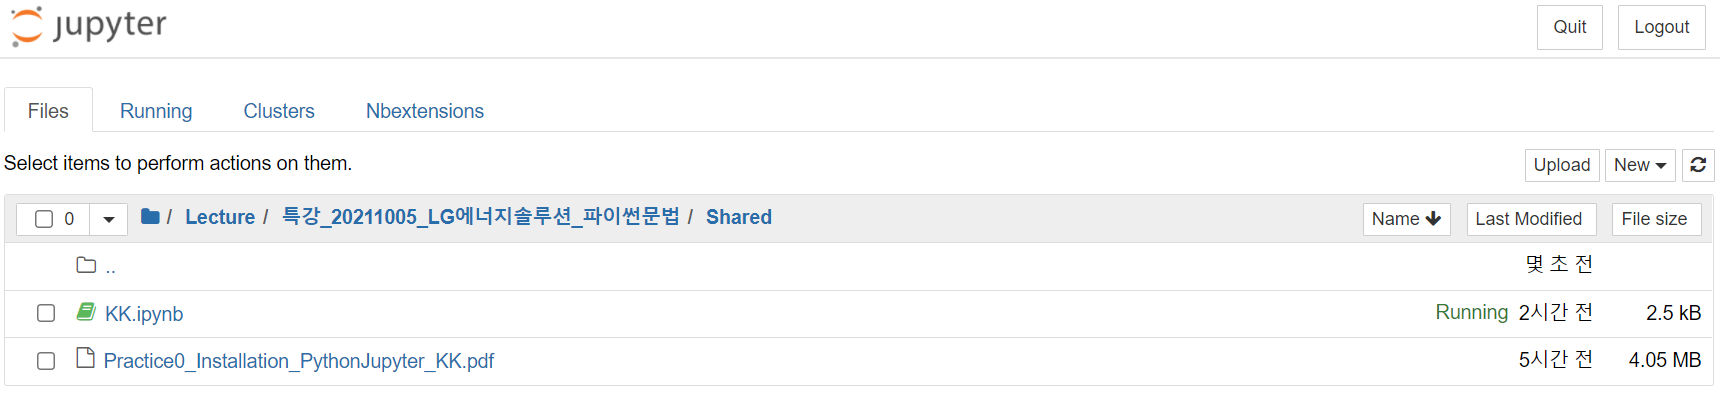 jupyter Quit Logout
Files Running Clusters Nbextensions
Select items to perform actions on them. Upload New
0 / Lecture / 특강_20211005_LG에너지솔루션_파이썬문법 / Shared Name Last Modified File size
.. 몇 초 전
KK.ipynb Running 2시간 전 2.5 kB
Practice0_Installation_PythonJupyter_KK.pdf 5시간 전 4.05 MB